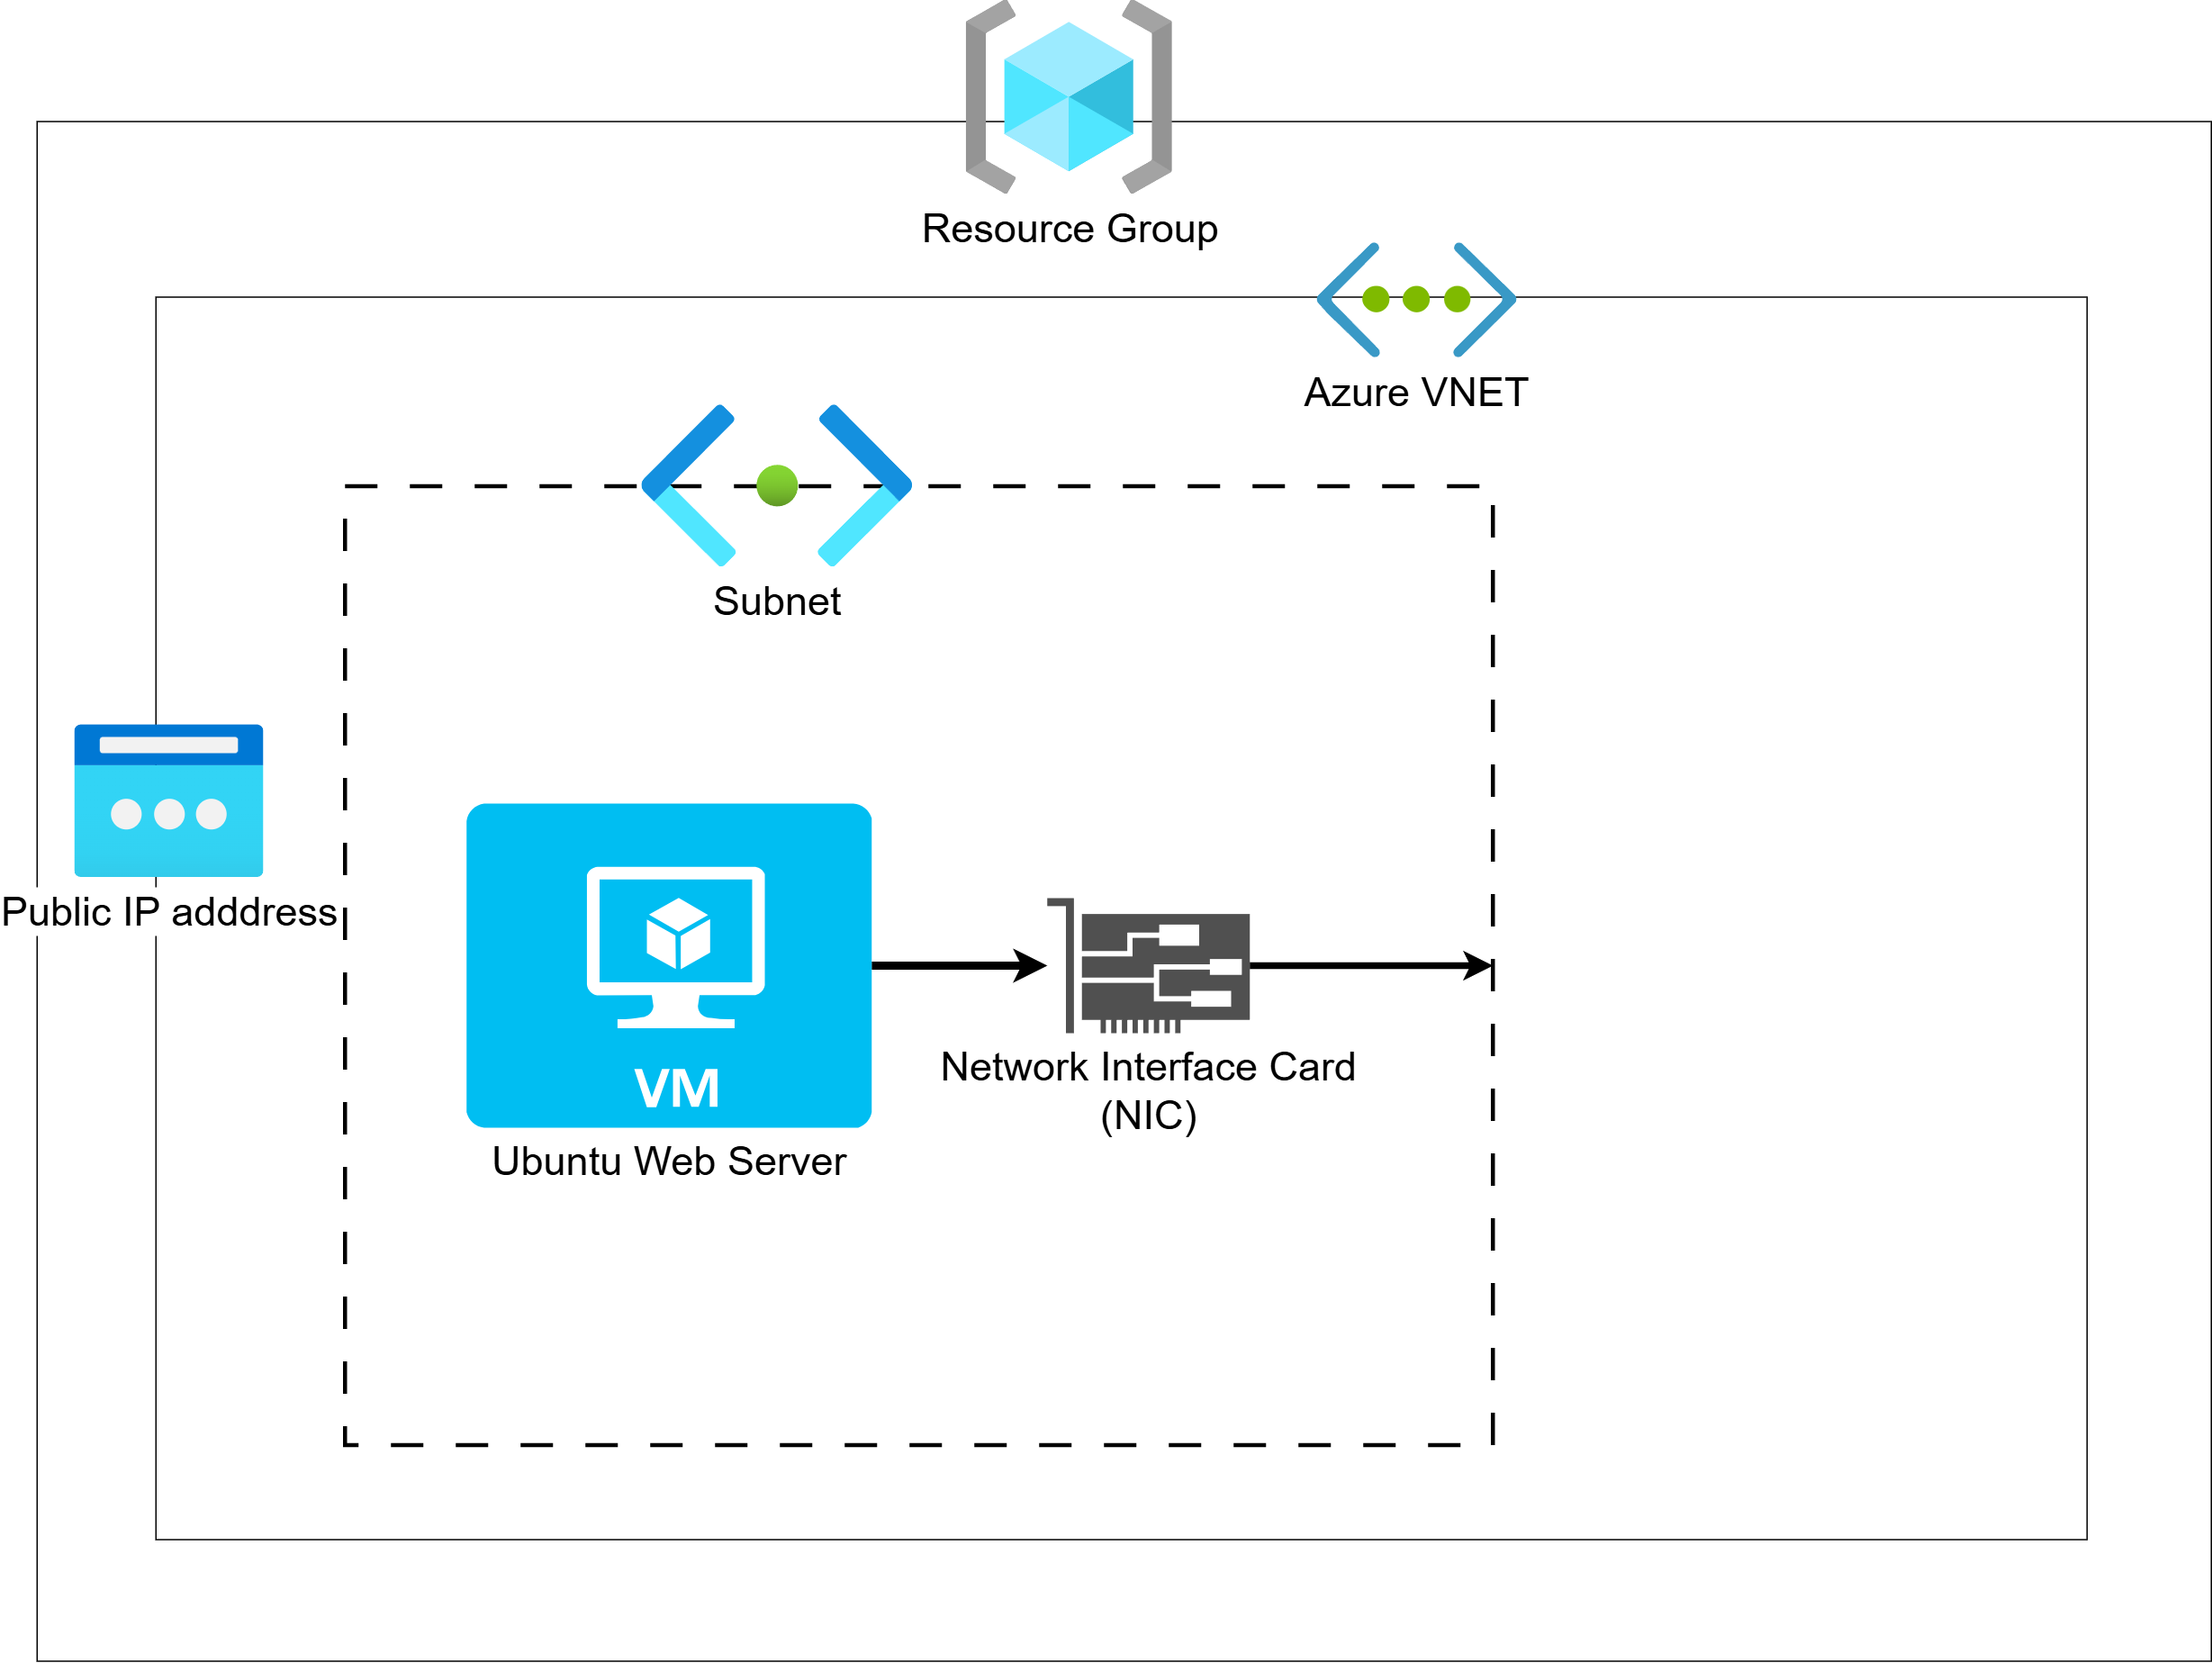 Resource Group
Azure VNET
Subnet
Public IP adddress
VM
Ubuntu Web Server
Network Interface Card
(NIC)